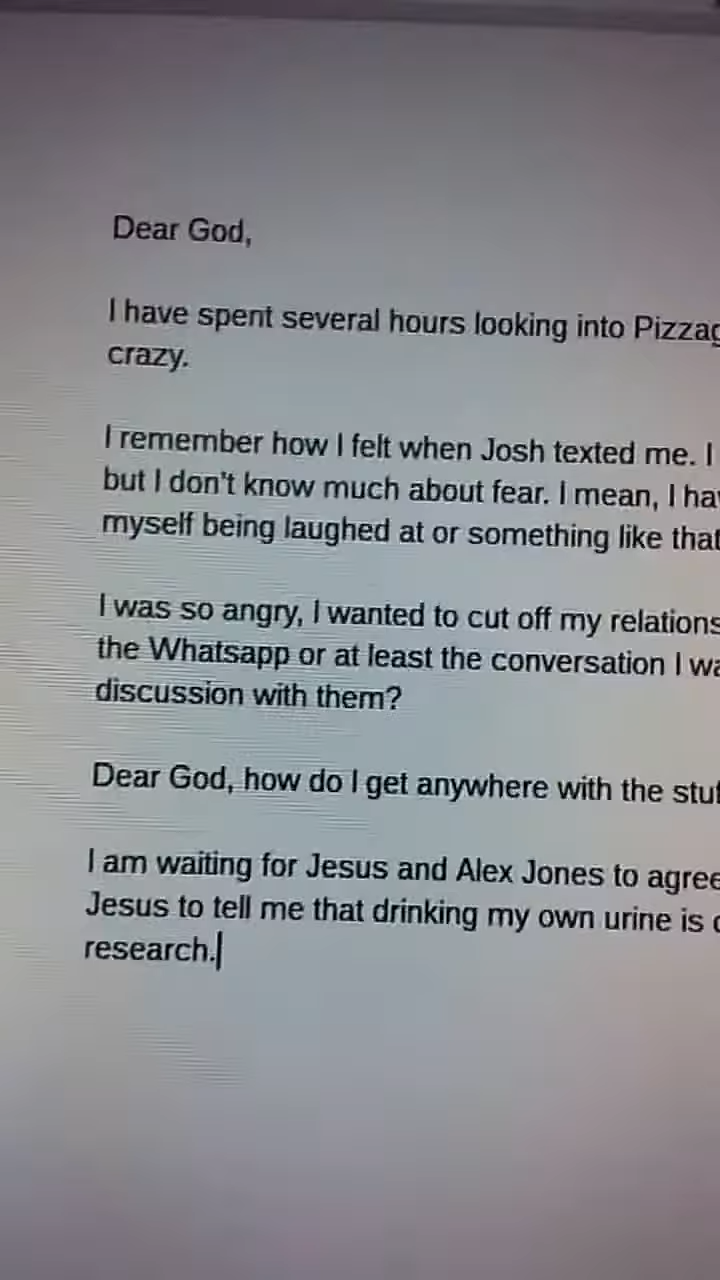 Dear God,
I have spent several hours looking into
crazy.
I remember how I felt when Josh texted me. I
but I don't know much about fear. I mean, I
myself being laughed at or something like that
I was so angry, I wanted to cut off my
the Whatsapp or at least the conversation I
discussion with them?
Dear God, how do I get anywhere with the
I am waiting for Jesus and Alex Jones to agree
Jesus to tell me that drinking my own urine is
research.